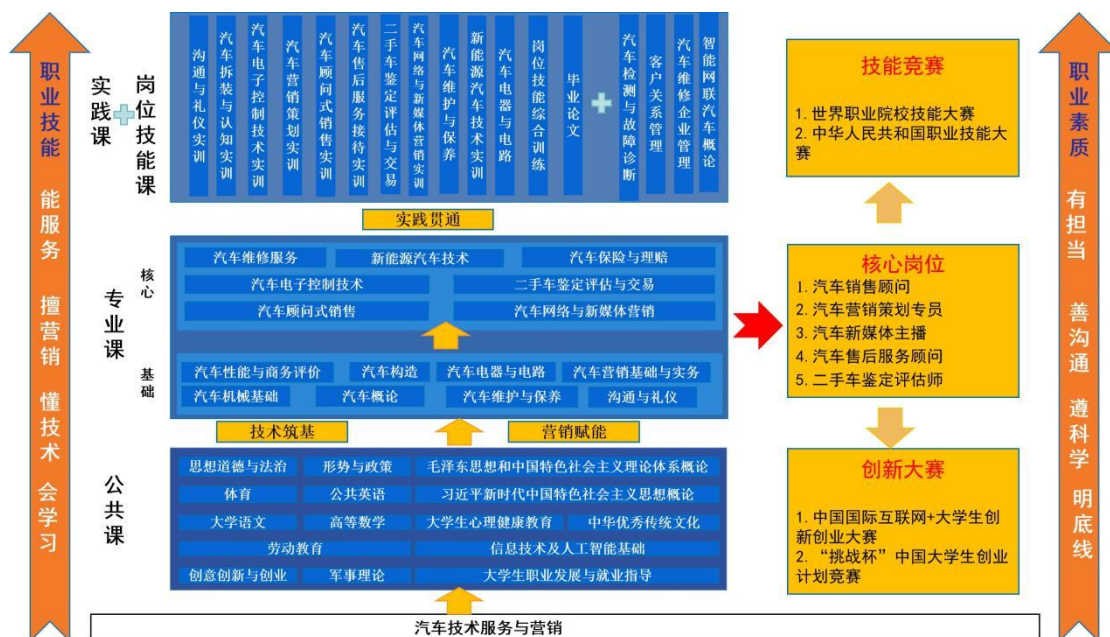 职业技能
能服务
擅营销
懂技术
会学习
实践课
岗位技能课
沟通与礼仪实训
汽车拆装与认知实训
汽车电子控制技术实训
汽车营销策划实训
汽车顾问式销售实训
汽车售后服务接待实训
二手车鉴定评估与交易
汽车网络与新媒体营销实训
汽车维护与保养
新能源汽车技术实训
汽车电器与电路
岗位技能综合训练
毕业论文
汽车检测与故障诊断
客户关系管理
汽车维修企业管理
智能网联汽车概论
实践贯通
专业课
核心
汽车维修服务
新能源汽车技术
汽车保险与理赔
汽车电子控制技术
二手车鉴定评估与交易
汽车顾问式销售
汽车网络与新媒体营销
基础
汽车性能与商务评价
汽车构造
汽车电器与电路
汽车营销基础与实务
汽车机械基础
汽车概论
汽车维护与保养
沟通与礼仪
技术筑基
营销赋能
公共课
思想道德与法治
形势与政策
毛泽东思想和中国特色社会主义理论体系概论
体育
公共英语
习近平新时代中国特色社会主义思想概论
大学语文
高等数学
大学生心理健康教育
中华优秀传统文化
劳动教育
信息技术及人工智能基础
创意创新与创业
军事理论
大学生职业发展与就业指导
汽车技术服务与营销
技能竞赛
1. 世界职业院校技能大赛
2. 中华人民共和国职业技能大
赛
核心岗位
1. 汽车销售顾问
2. 汽车营销策划专员
3. 汽车新媒体主播
4. 汽车售后服务顾问
5. 二手车鉴定评估师
创新大赛
1. 中国国际互联网+大学生创
新创业大赛
2. “挑战杯”中国大学生创业
计划竞赛
职业素质
有担当
善沟通
遵科学
明底线